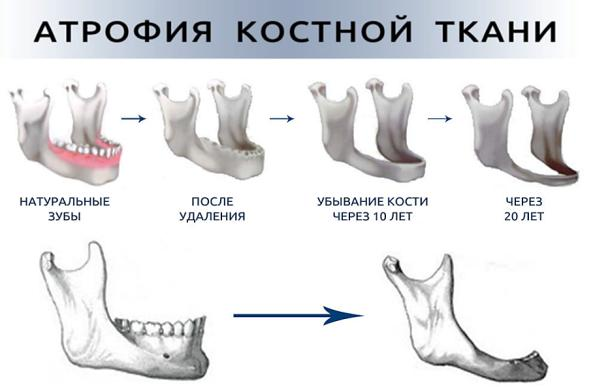 АТРОФИЯ КОСТНОЙ ТКАНИ
НАТУРАЛЬНЫЕ
ЗУБЫ
ПОСЛЕ
УДАЛЕНИЯ
УБЫВАНИЕ КОСТИ
ЧЕРЕЗ 10 ЛЕТ
ЧЕРЕЗ
20 ЛЕТ